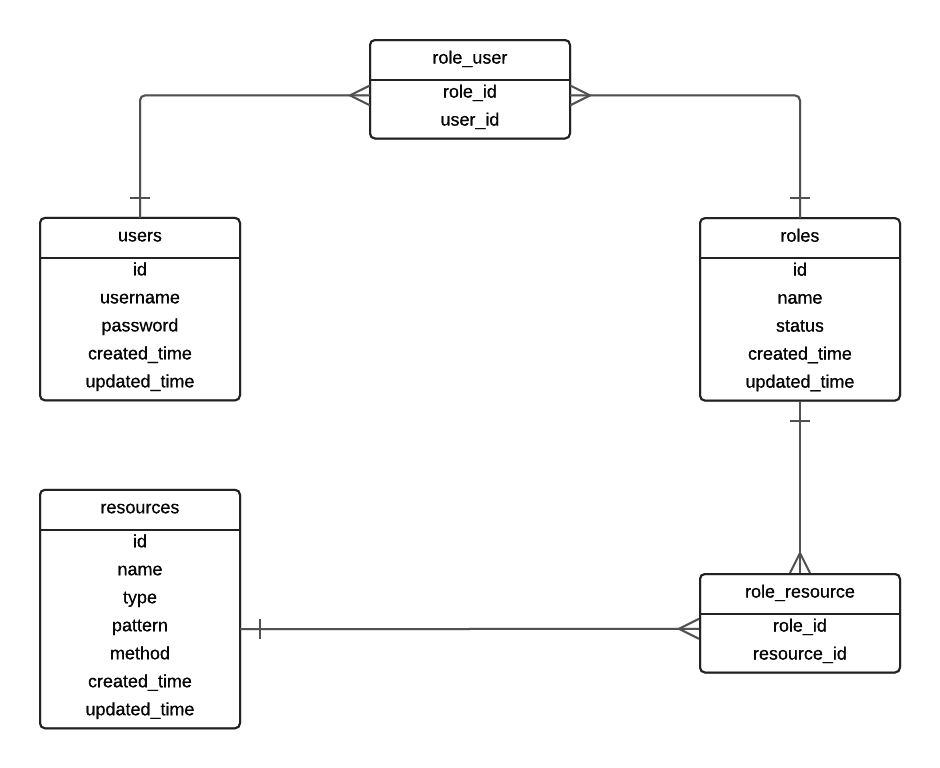 role_user
role_id
user_id
users
id
username
password
created_time
updated_time
roles
id
name
status
created_time
updated_time
resources
id
name
type
pattern
method
created_time
updated_time
role_resource
role_id
resource_id